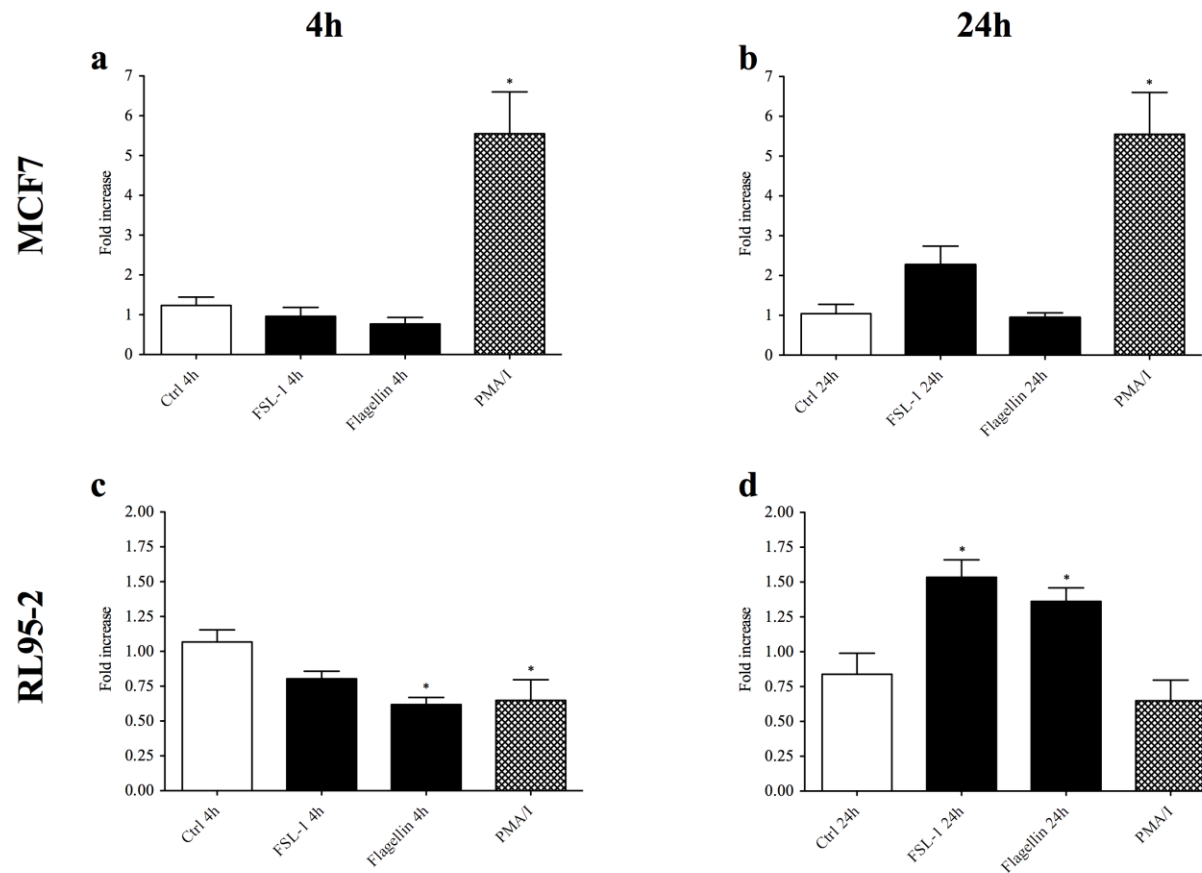 4h
24h
MCF7
a
7
6
5
4
3
2
1
0
Fold increase
*
Ctrl 4h
FSL-1 4h
Flagellin 4h
PMA/I
b
7
6
5
4
3
2
1
0
Fold increase
*
Ctrl 24h
FSL-1 24h
Flagellin 24h
PMA/I
RL95-2
c
2.00
1.75
1.50
1.25
1.00
0.75
0.50
0.25
0.00
Fold increase
*
*
Ctrl 4h
FSL-1 4h
Flagellin 4h
PMA/I
d
2.00
1.75
1.50
1.25
1.00
0.75
0.50
0.25
0.00
Fold increase
*
*
Ctrl 24h
FSL-1 24h
Flagellin 24h
PMA/I